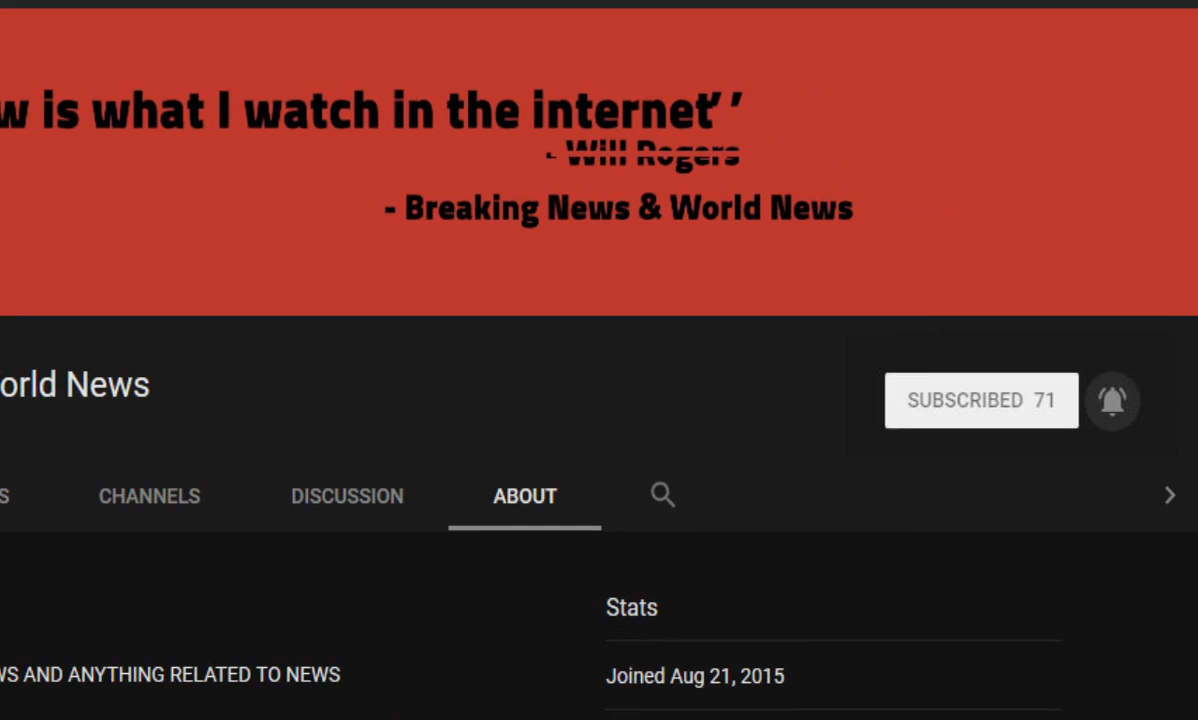 w is what I watch in the internet’ ’
- Will Rogers
- Breaking News & World News
orld News
SUBSCRIBED 71
S CHANNELS DISCUSSION ABOUT
Stats
WS AND ANYTHING RELATED TO NEWS
Joined Aug 21, 2015